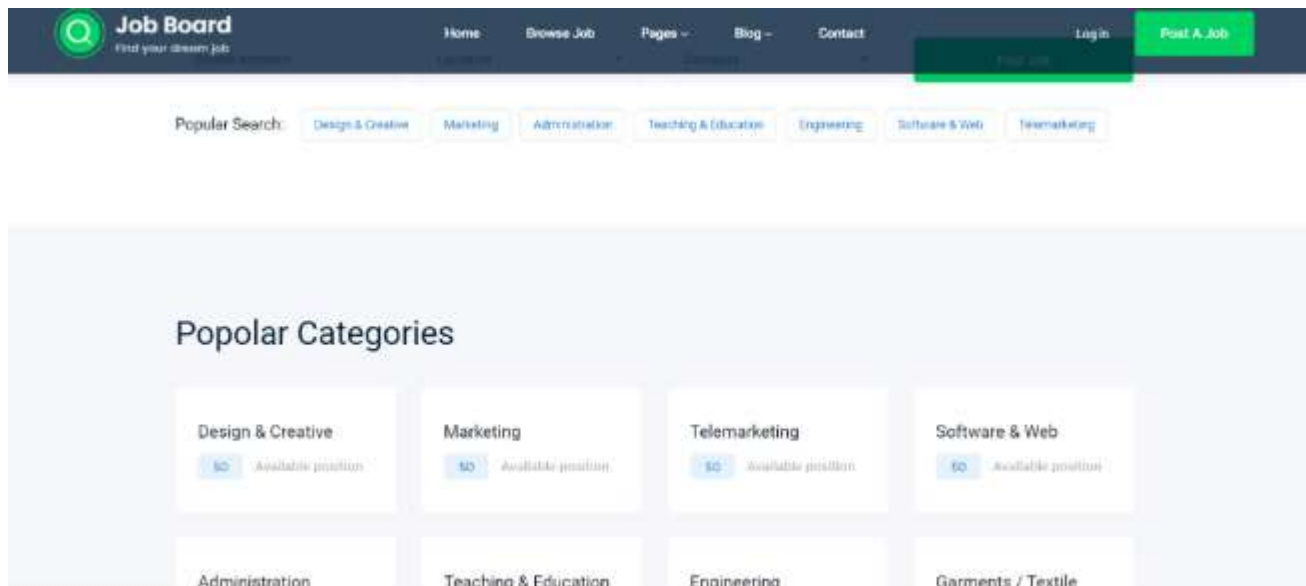 Job Board
Find your dream job
Home Browse Job Pages Blog Contact Log in Post A Job
Popular Search: Design & Creative Marketing Administration Teaching & Education Engineering Software & Web Telemarketing
Popolar Categories
Design & Creative Marketing Telemarketing Software & Web
50 Available position 50 Available position 50 Available position 50 Available position
Administration Teaching & Education Engineering Garments / Textile